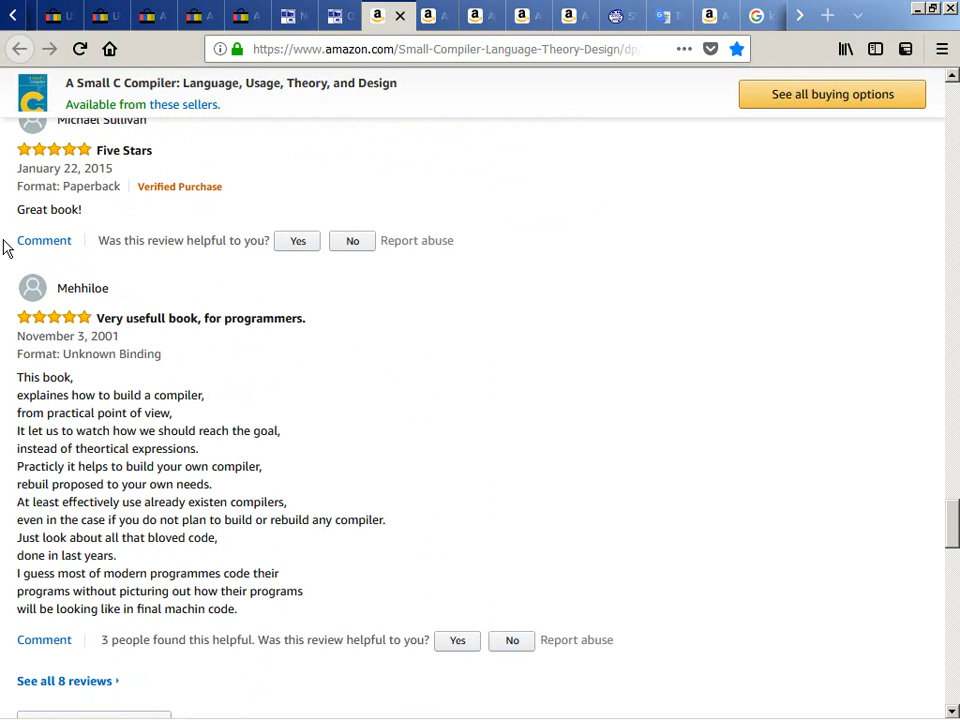 U
U
A
A
A
N
C
A
A
A
A
T
A
k
https://www.amazon.com/Small-Compiler-Language-Theory-Design/dp/
A Small C Compiler: Language, Usage, Theory, and Design
Available from these sellers.
See all buying options
Michael Sullivan
Five Stars
January 22, 2015
Format: Paperback
Verified Purchase
Great book!
Comment
Was this review helpful to you?
Yes
No
Report abuse
Mehhiloe
Very usefull book, for programmers.
November 3, 2001
Format: Unknown Binding
This book,
explaines how to build a compiler,
from practical point of view,
It let us to watch how we should reach the goal,
instead of theortical expressions.
Practicly it helps to build your own compiler,
rebuil proposed to your own needs.
At least effectively use already existen compilers,
even in the case if you do not plan to build or rebuild any compiler.
Just look about all that bloved code,
done in last years.
I guess most of modern programmes code their
programs without picturing out how their programs
will be looking like in final machin code.
Comment
3 people found this helpful. Was this review helpful to you?
Yes
No
Report abuse
See all 8 reviews